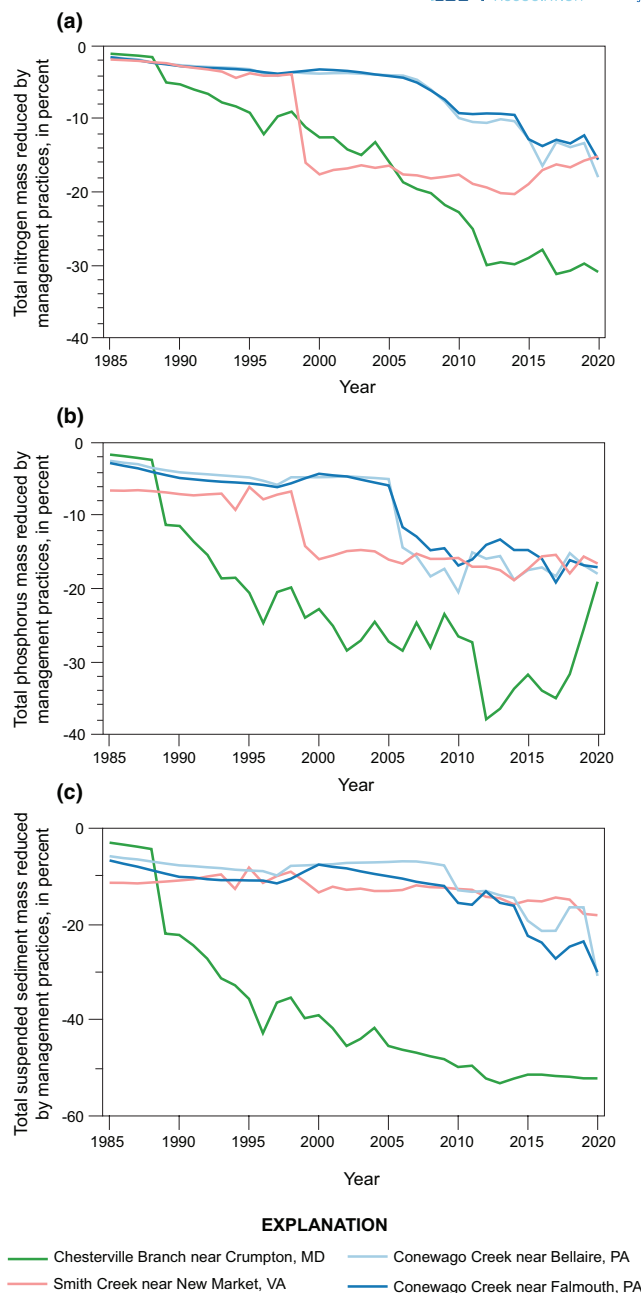 (a)
Total nitrogen mass reduced by
management practices, in percent
0
-10
-20
-30
-40
1985 1990 1995 2000 2005 2010 2015 2020
Year
(b)
Total phosphorus mass reduced by
management practices, in percent
0
-10
-20
-30
-40
1985 1990 1995 2000 2005 2010 2015 2020
Year
(c)
Total suspended sediment mass reduced
by management practices, in percent
0
-20
-40
-60
1985 1990 1995 2000 2005 2010 2015 2020
Year
EXPLANATION
Chesterville Branch near Crumpton, MD
Conewago Creek near Bellaire, PA
Smith Creek near New Market, VA
Conewago Creek near Falmouth, PA